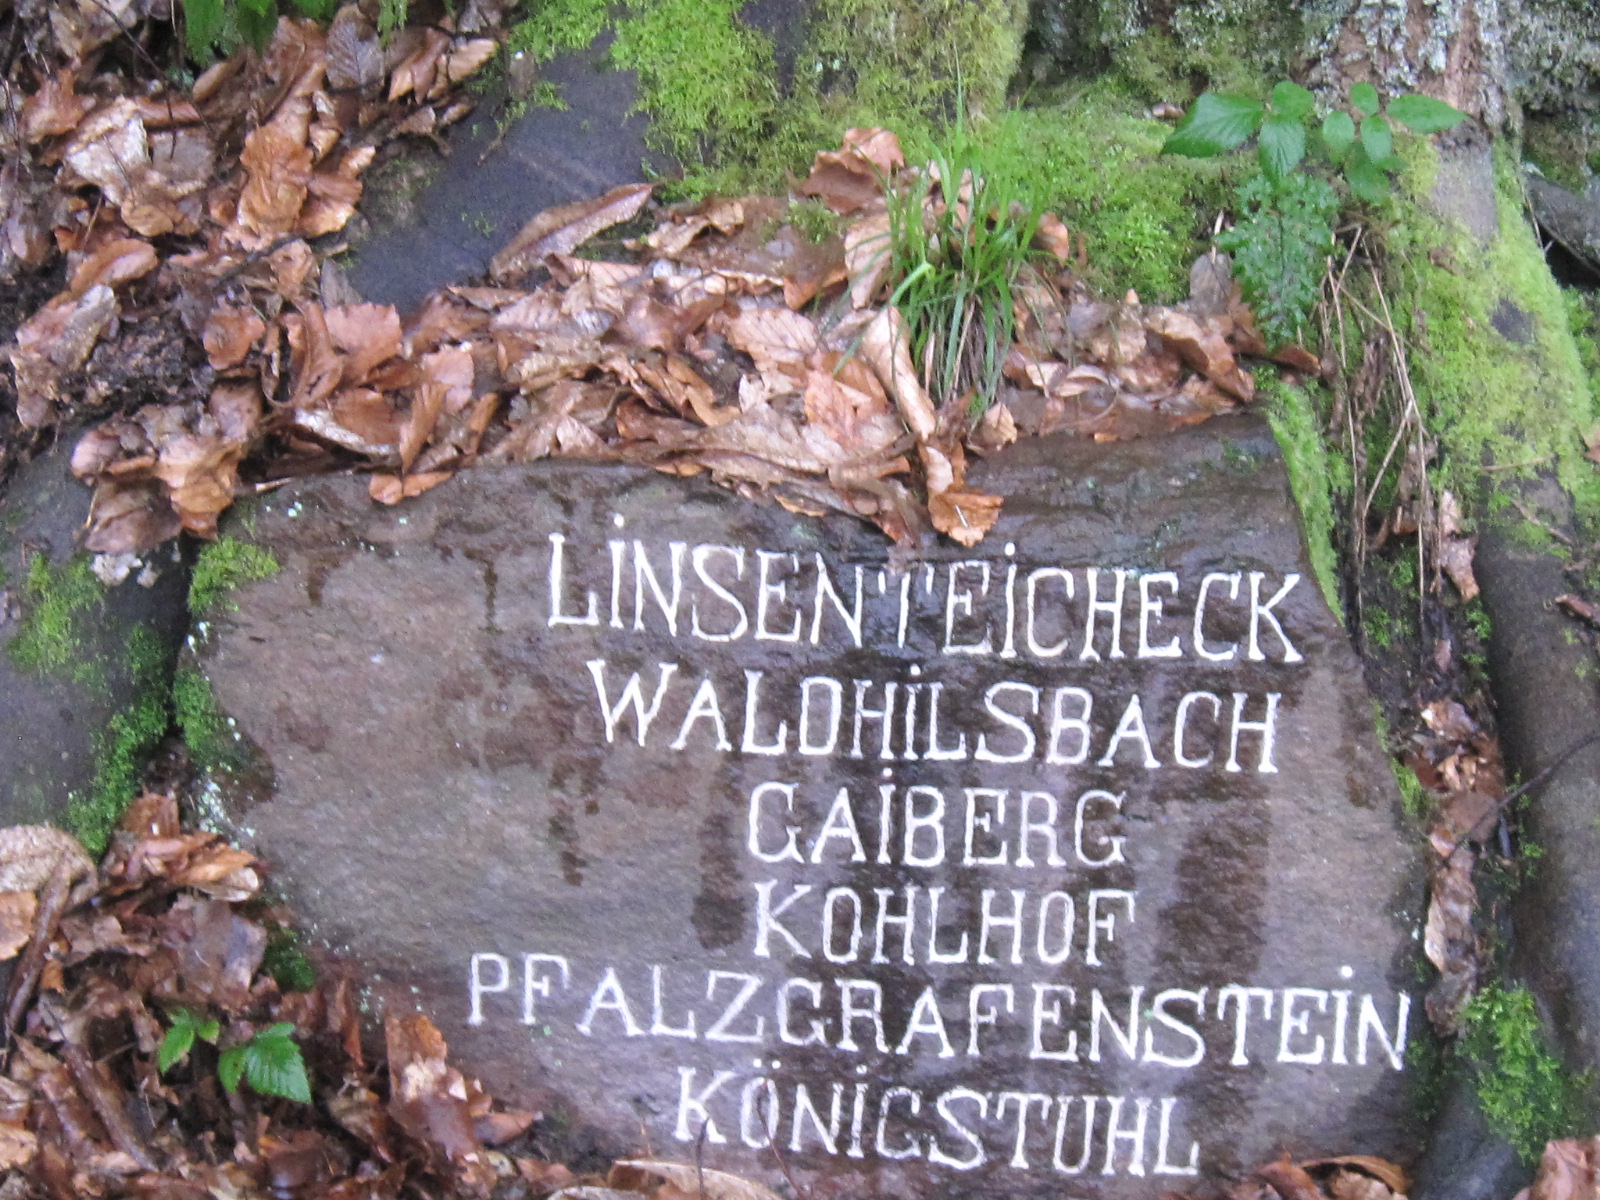 LINSENTEICHECK
WALDHILSBACH
GAIBERG
KOHLHOF
PFALZGRAFENSTEIN
KÖNIGSTUHL